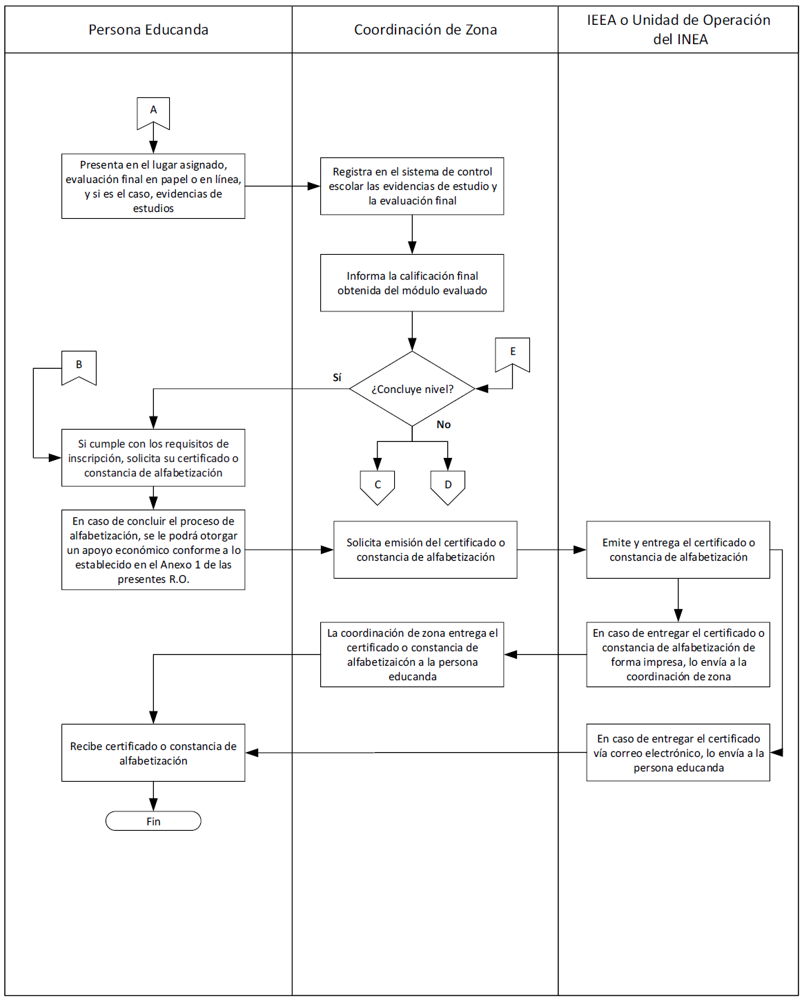 Persona Educanda
Coordinación de Zona
IEEA o Unidad de Operación
del INEA
A
Presenta en el lugar asignado,
evaluación final en papel o en línea,
y si es el caso, evidencias de
estudios
Registra en el sistema de control
escolar las evidencias de estudio y
la evaluación final
Informa la calificación final
obtenida del módulo evaluado
E
B
Sí
¿Concluye nivel?
No
Si cumple con los requisitos de
inscripción, solicita su certificado o
constancia de alfabetización
C
D
En caso de concluir el proceso de
alfabetización, se le podrá otorgar
un apoyo económico conforme a lo
establecido en el Anexo 1 de las
presentes R.O.
Solicita emisión del certificado o
constancia de alfabetización
Emite y entrega el certificado o
constancia de alfabetización
La coordinación de zona entrega el
certificado o constancia de
alfabetizaicón a la persona
educanda
En caso de entregar el certificado o
constancia de alfabetización de
forma impresa, lo envía a la
coordinación de zona
Recibe certificado o constancia de
alfabetización
En caso de entregar el certificado
vía correo electrónico, lo envía a la
persona educanda
Fin